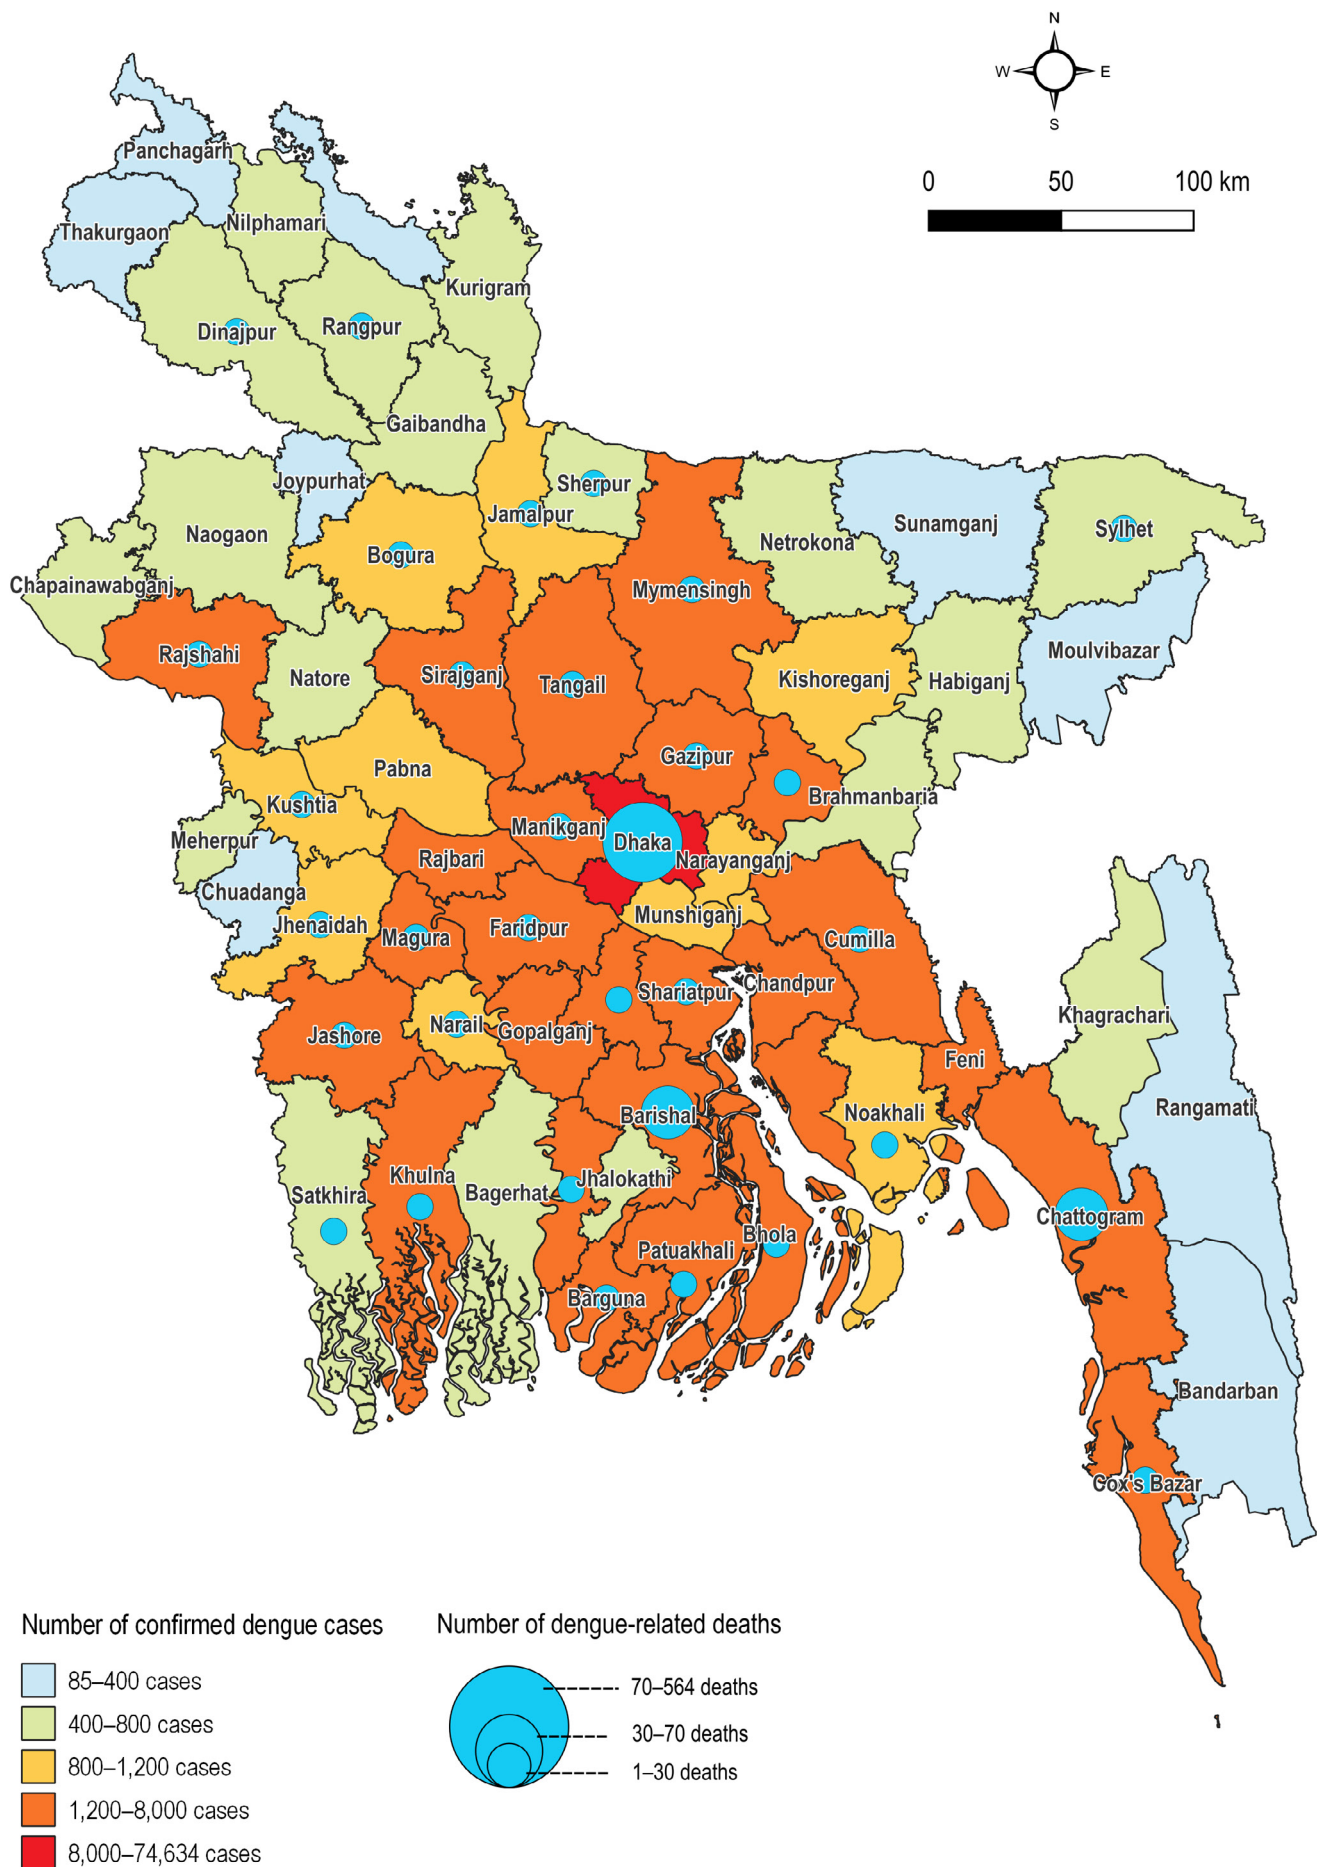 N
W E
S
0 50 100 km
Panchagarh
Thakurgaon
Nilphamari
Kurigram
Dinajpur
Rangpur
Gaibandha
Joypurhat
Sherpur
Jamalpur
Naogaon
Bogura
Netrokona
Sunamganj
Sylhet
Chapainawabganj
Mymensingh
Rajshahi
Sirajganj
Tangail
Natore
Kishoreganj
Habiganj
Moulvibazar
Pabna
Gazipur
Kushtia
Brahmanbaria
Meherpur
Manikganj
Dhaka
Narayanganj
Rajbari
Chuadanga
Jhenaidah
Magura
Faridpur
Munshiganj
Cumilla
Shariatpur
Chandpur
Khagrachari
Jashore
Narail
Gopalganj
Feni
Barishal
Noakhali
Rangamati
Satkhira
Khulna
Bagerhat
Jhalokathi
Chattogram
Patuakhali
Bhola
Barguna
Bandarban
Cox's Bazar
Number of confirmed dengue cases
85–400 cases
400–800 cases
800–1,200 cases
1,200–8,000 cases
8,000–74,634 cases
Number of dengue-related deaths
70–564 deaths
30–70 deaths
1–30 deaths